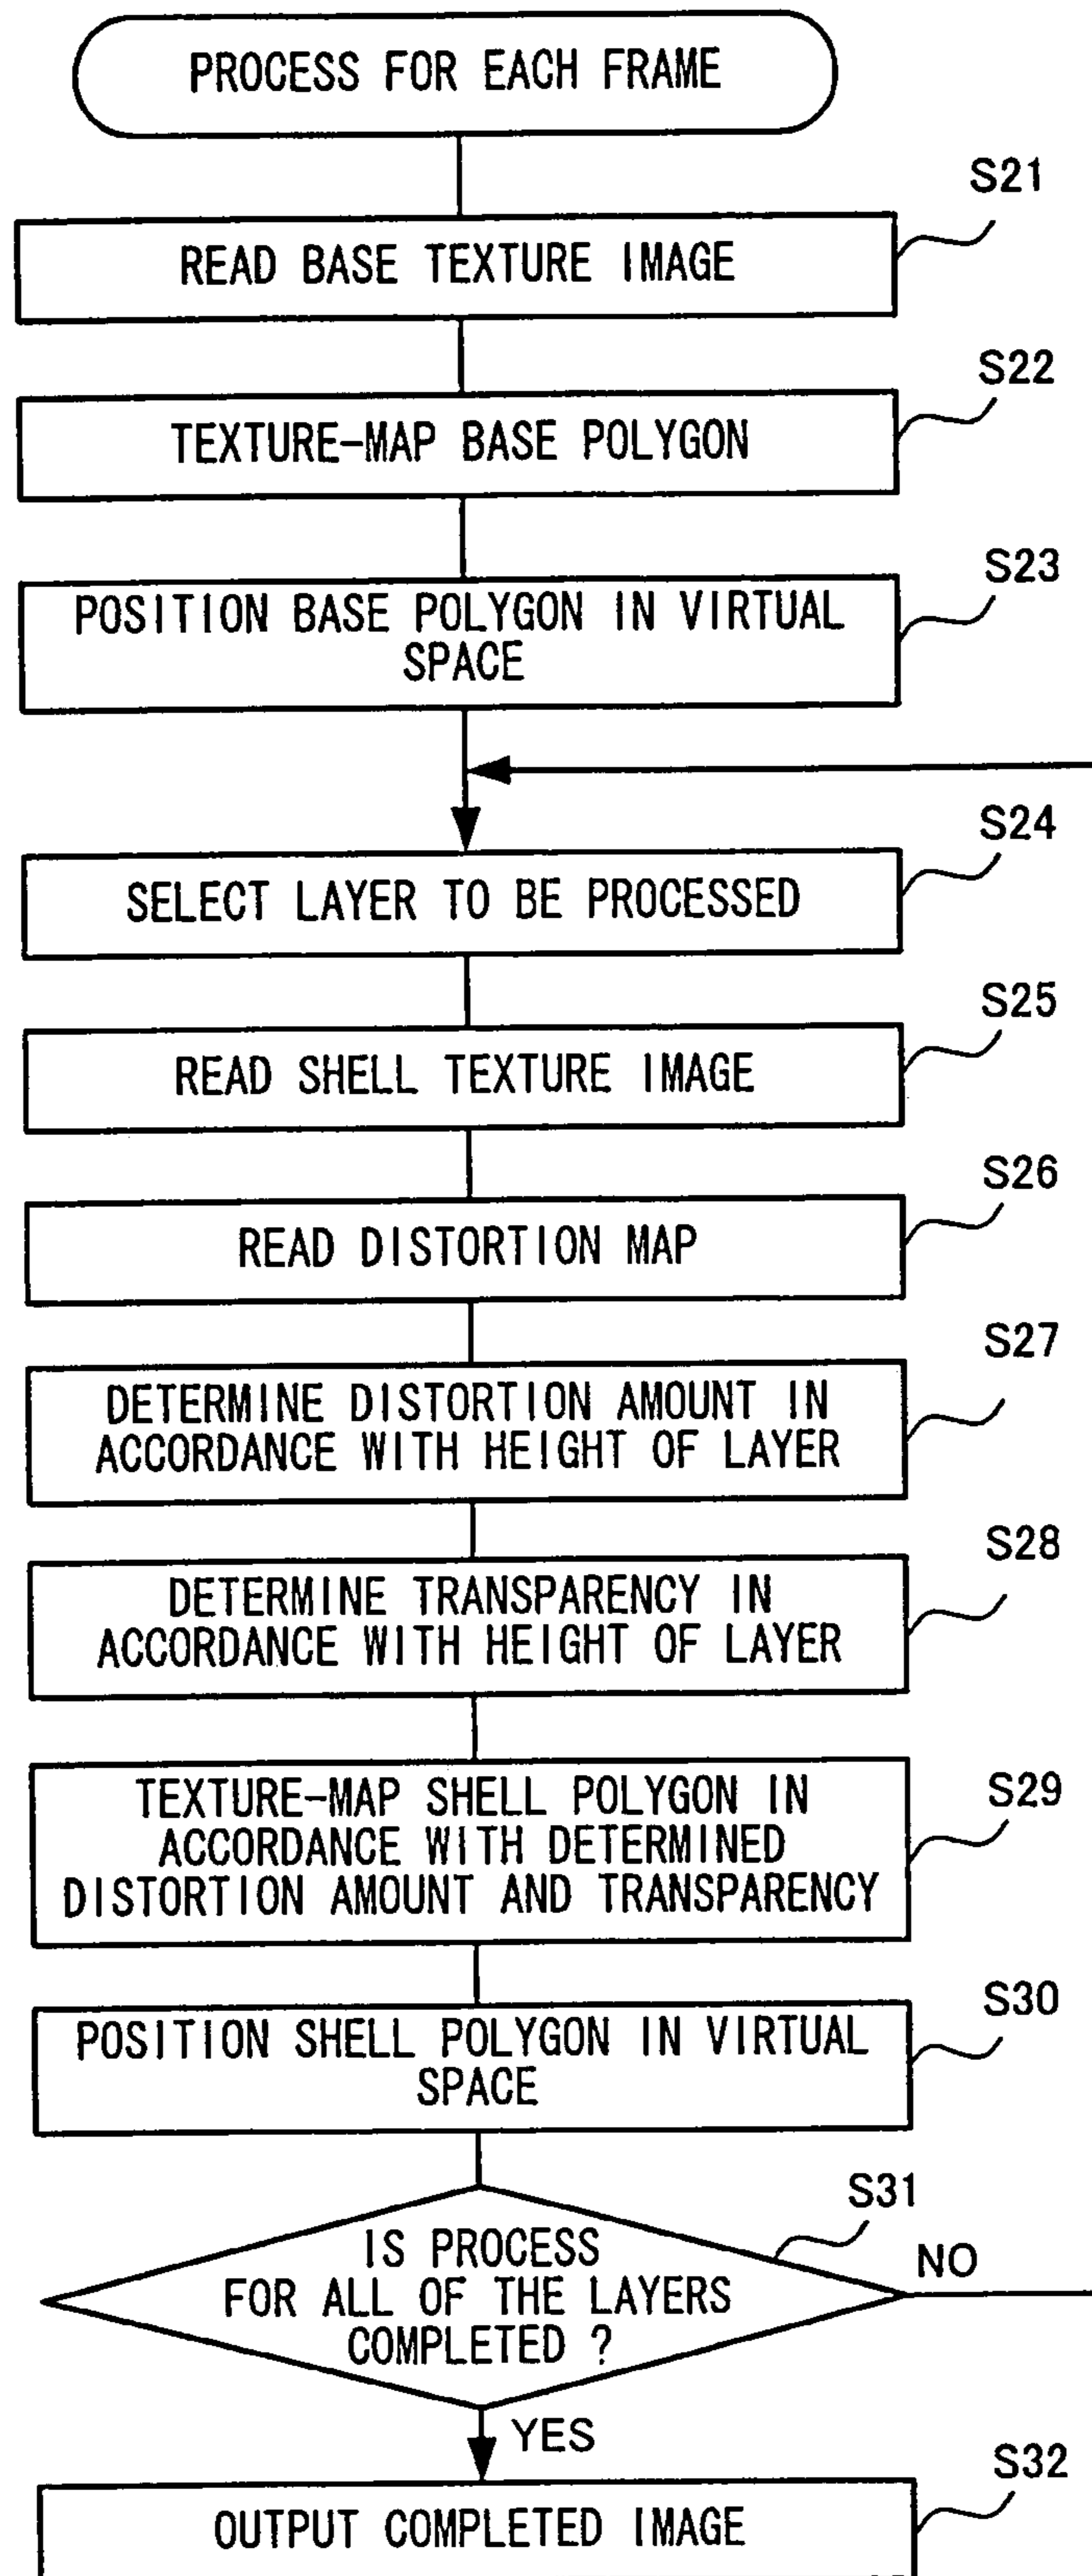 PROCESS FOR EACH FRAME
S21
READ BASE TEXTURE IMAGE
S22
TEXTURE-MAP BASE POLYGON
S23
POSITION BASE POLYGON IN VIRTUAL
SPACE
S24
SELECT LAYER TO BE PROCESSED
S25
READ SHELL TEXTURE IMAGE
S26
READ DISTORTION MAP
S27
DETERMINE DISTORTION AMOUNT IN
ACCORDANCE WITH HEIGHT OF LAYER
S28
DETERMINE TRANSPARENCY IN
ACCORDANCE WITH HEIGHT OF LAYER
S29
TEXTURE-MAP SHELL POLYGON IN
ACCORDANCE WITH DETERMINED
DISTORTION AMOUNT AND TRANSPARENCY
S30
POSITION SHELL POLYGON IN VIRTUAL
SPACE
S31
IS PROCESS
FOR ALL OF THE LAYERS
COMPLETED ?
NO
YES
S32
OUTPUT COMPLETED IMAGE